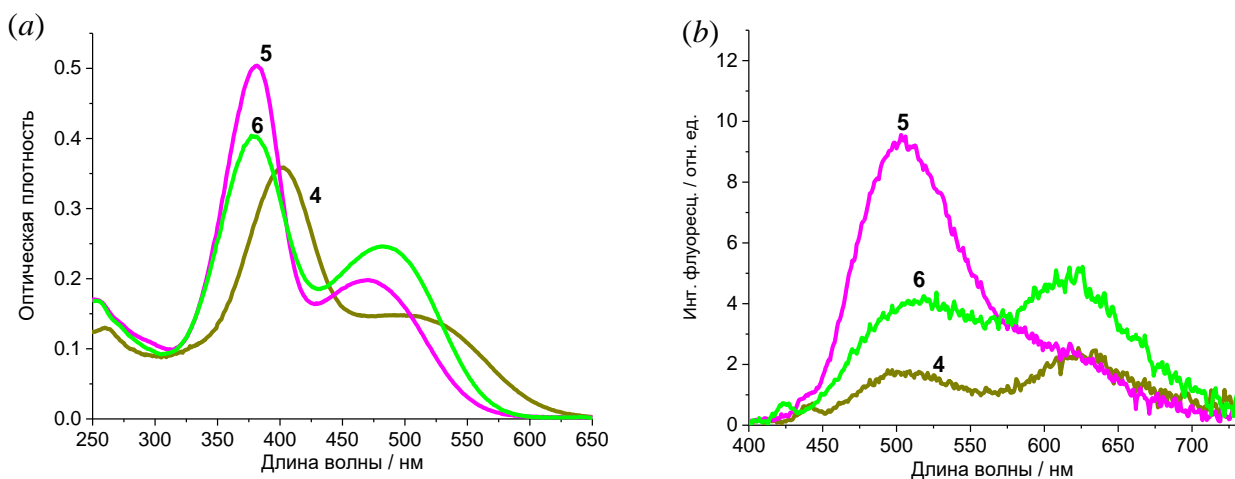 (a)
Оптическая плотность
0.5
0.4
0.3
0.2
0.1
0.0
5
6
4
250 300 350 400 450 500 550 600 650
Длина волны / нм
(b)
Инт. флуоресц. / отн. ед.
12
10
8
6
4
2
0
5
6
4
400 450 500 550 600 650 700
Длина волны / нм